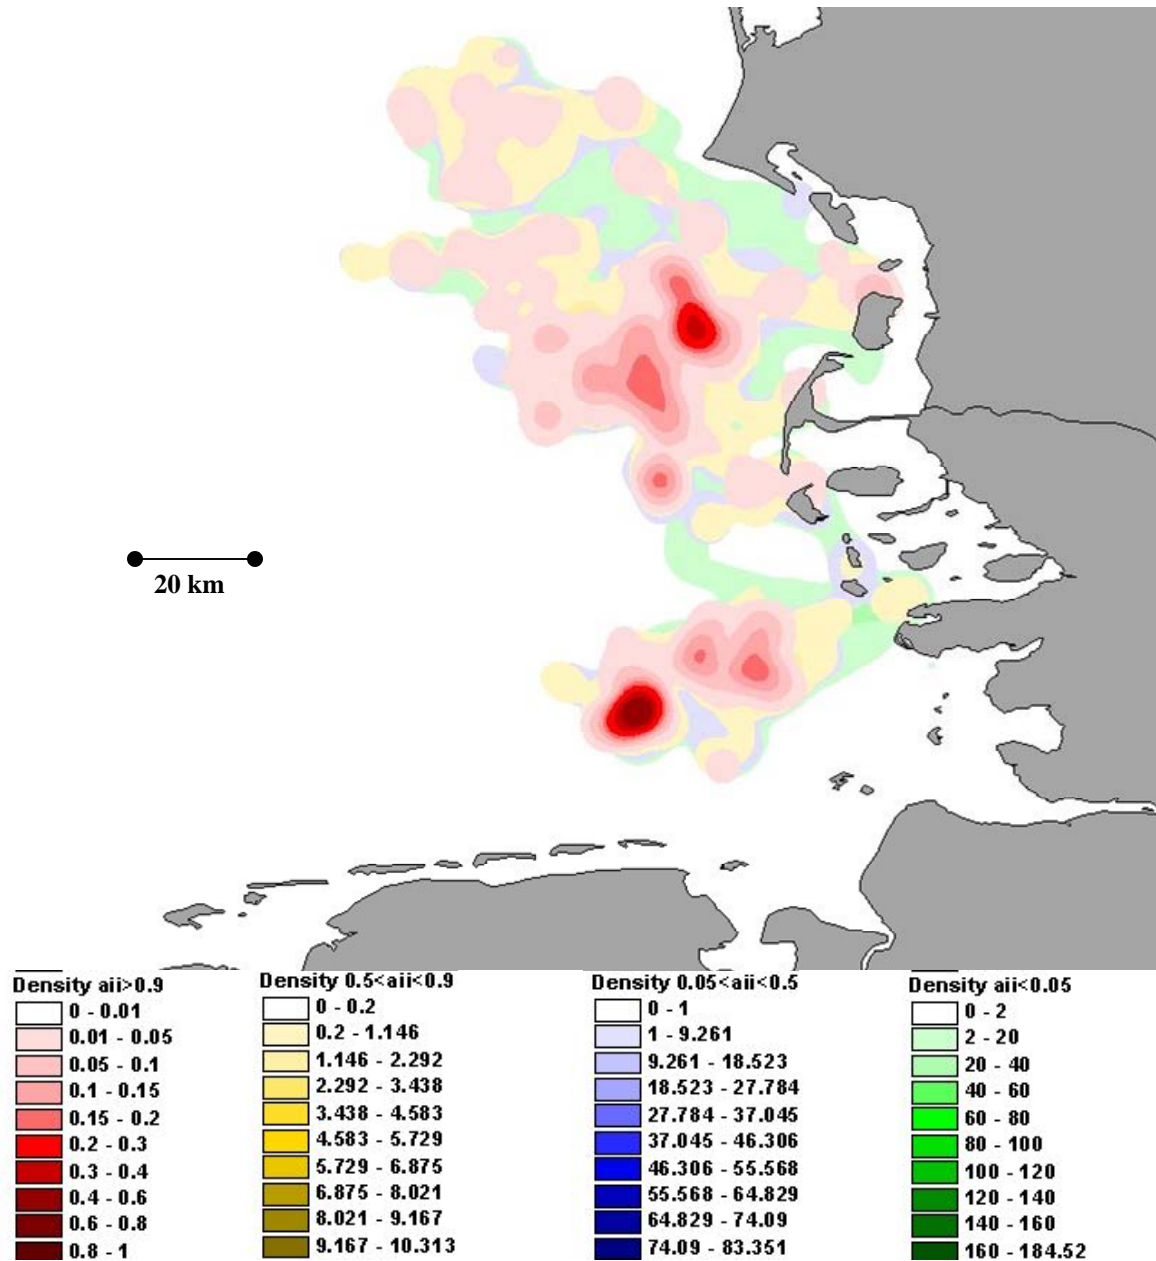 20 km
Density aii>0.9
0 - 0.01
0.01 - 0.05
0.05 - 0.1
0.1 - 0.15
0.15 - 0.2
0.2 - 0.3
0.3 - 0.4
0.4 - 0.6
0.6 - 0.8
0.8 - 1
Density 0.5<aii<0.9
0 - 0.2
0.2 - 1.146
1.146 - 2.292
2.292 - 3.438
3.438 - 4.583
4.583 - 5.729
5.729 - 6.875
6.875 - 8.021
8.021 - 9.167
9.167 - 10.313
Density 0.05<aii<0.5
0 - 1
1 - 9.261
9.261 - 18.523
18.523 - 27.784
27.784 - 37.045
37.045 - 46.306
46.306 - 55.568
55.568 - 64.829
64.829 - 74.09
74.09 - 83.351
Density aii<0.05
0 - 2
2 - 20
20 - 40
40 - 60
60 - 80
80 - 100
100 - 120
120 - 140
140 - 160
160 - 184.52